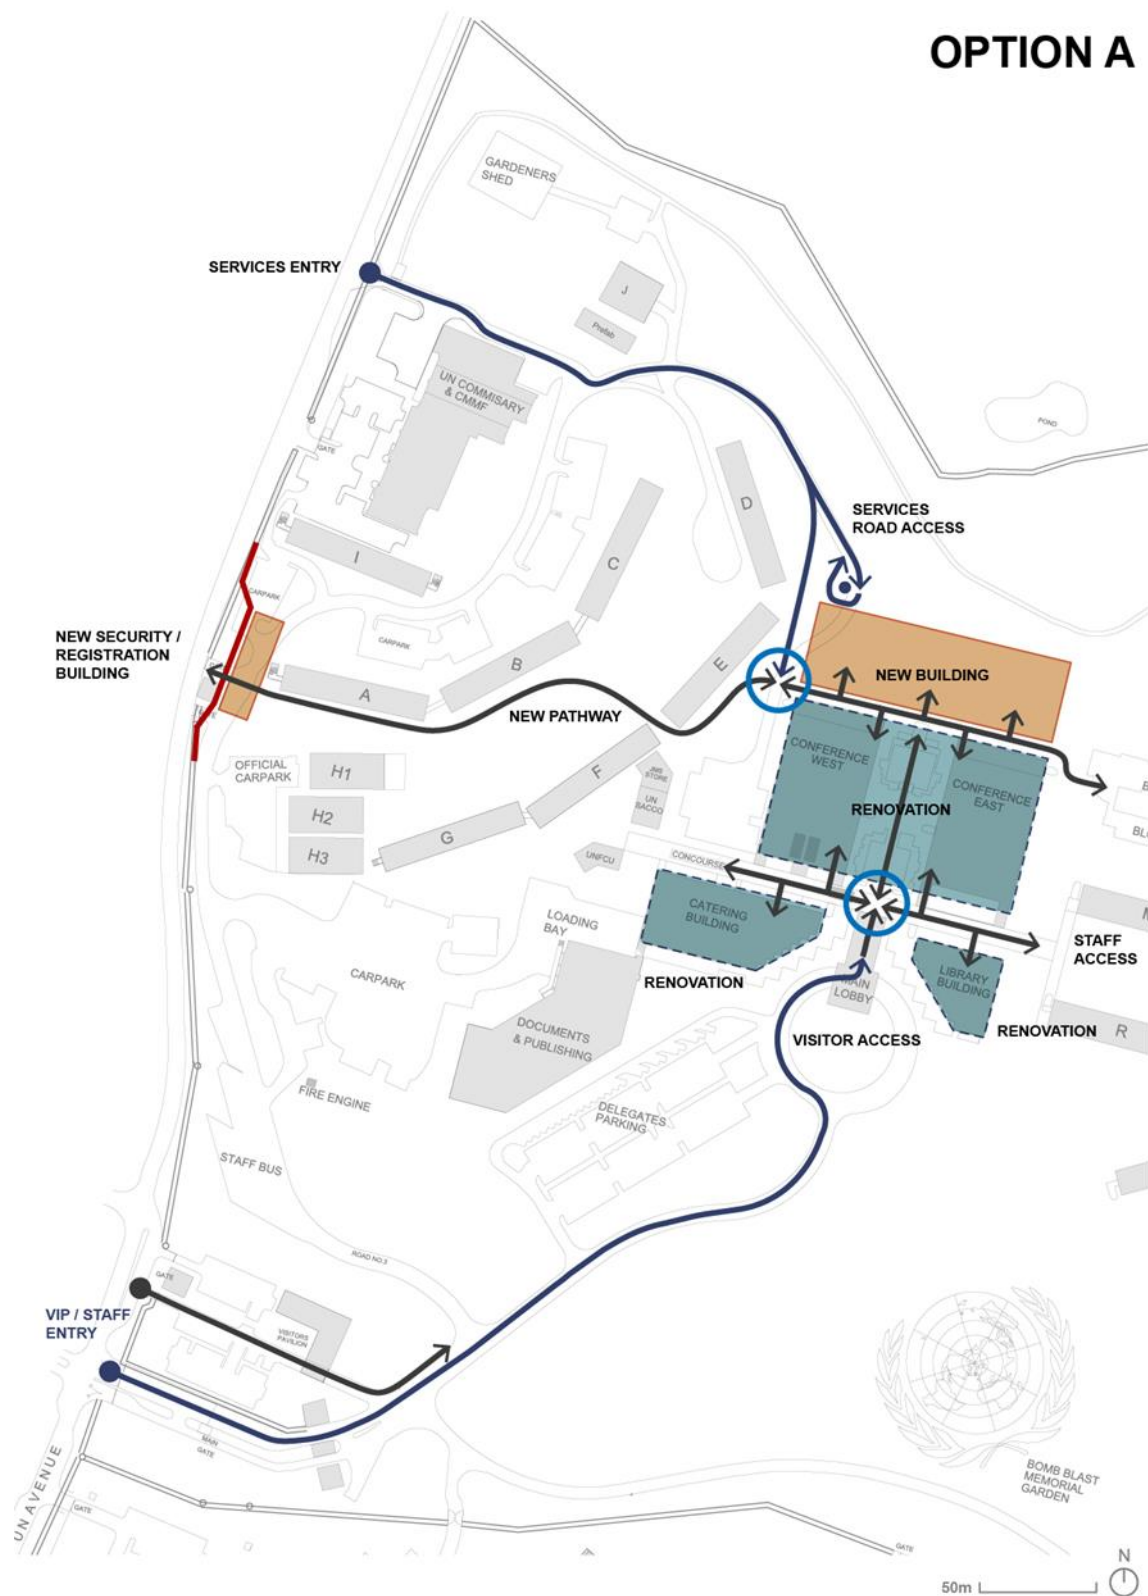 OPTION A
GARDENERS
SHED
SERVICES ENTRY
J
Prefab
UN COMMISARY
& CMMF
POND
GATE
D
SERVICES
ROAD ACCESS
C
I
CARPARK
NEW SECURITY /
REGISTRATION
BUILDING
CARPARK
B
E
A
NEW BUILDING
NEW PATHWAY
OFFICIAL
CARPARK
H1
F
STORE
UN
CONFERENCE
WEST
CONFERENCE
EAST
RENOVATION
H2
G
H3
UNFCU
CONCOURSE
CATERING
BUILDING
LOADING
BAY
STAFF
ACCESS
LIBRARY
BUILDING
RENOVATION
CARPARK
MAIN
LOBBY
DOCUMENTS
& PUBLISHING
VISITOR ACCESS
RENOVATION
R
FIRE ENGINE
DELEGATES
PARKING
STAFF BUS
ROAD NO.3
GATE
VIP / STAFF
ENTRY
VISITORS
PAVILION
MAIN
GATE
UN AVENUE
BOMB BLAST
MEMORIAL
GARDEN
GATE
GATE
N
50m